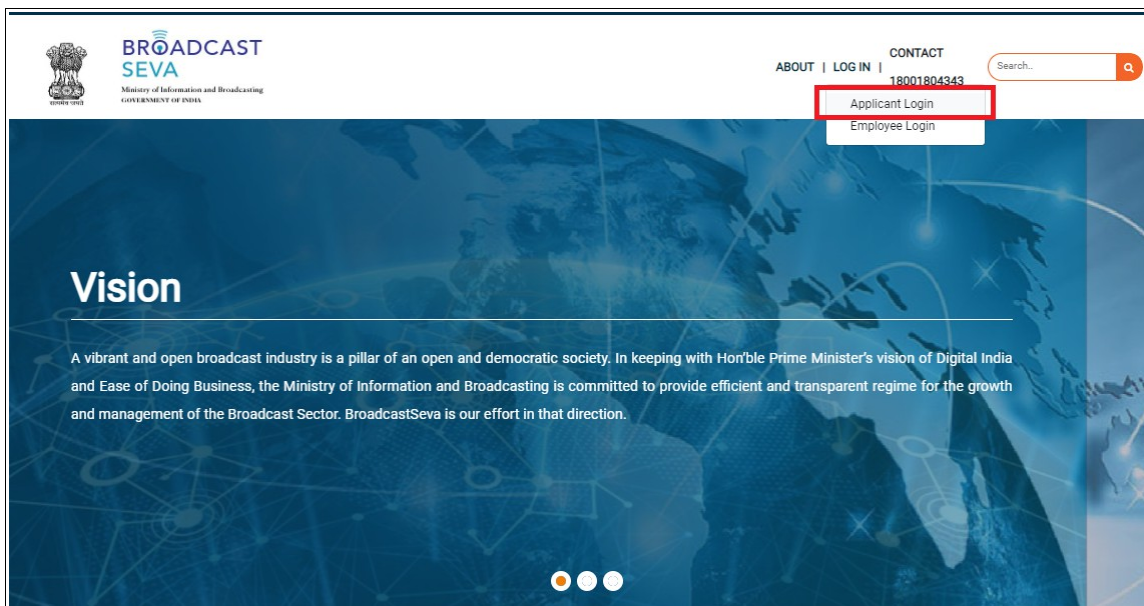 BROADCAST
SEVA
Ministry of Information and Broadcasting
GOVERNMENT OF INDIA
सत्यमेव जयते
ABOUT | LOG IN |
CONTACT
18001804343
Search..
Applicant Login
Employee Login
Vision
A vibrant and open broadcast industry is a pillar of an open and democratic society. In keeping with Hon'ble Prime Minister's vision of Digital India
and Ease of Doing Business, the Ministry of Information and Broadcasting is committed to provide efficient and transparent regime for the growth
and management of the Broadcast Sector. BroadcastSeva is our effort in that direction.